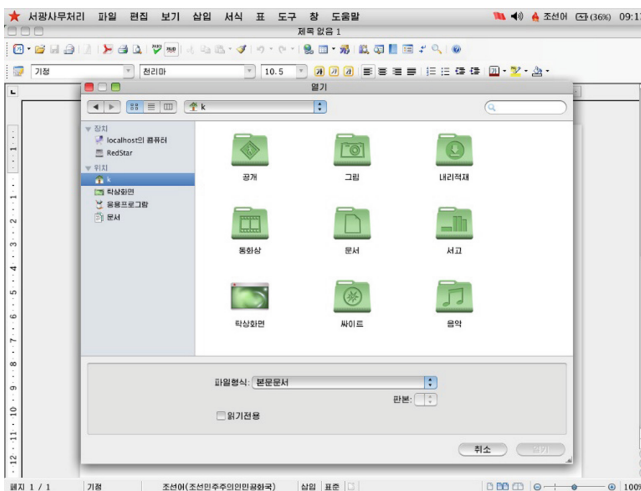 서광사무처리 파일 편집 보기 삽입 서식 표 도구 창 도움말 조선어 (36%) 09:1
제목 없음 1
기정 천리마 10.5
열기
k
장치
localhost의 콤퓨터
RedStar
위치
k
탁상화면
응용프로그람
문서
공개 그림 내리적재
동화상 문서 서고
탁상화면 싸이트 음악
파일형식: 본문문서
판본:
읽기전용
취소 열기
페지 1 / 1 기정 조선어(조선민주주의인민공화국) 삽입 표준 100%